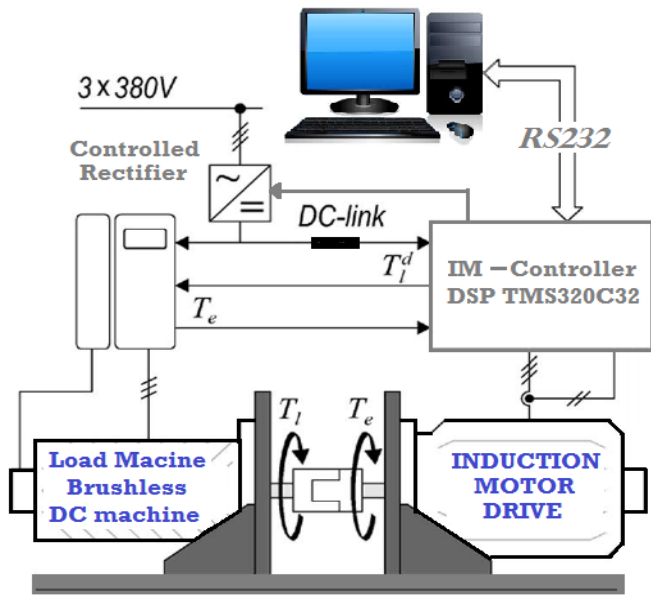 3 × 380V
RS232
Controlled
Rectifier
~
=
DC-link
T_l^d
IM – Controller
DSP TMS320C32
T_e
T_l
T_e
Load Macine
Brushless
DC machine
INDUCTION
MOTOR
DRIVE